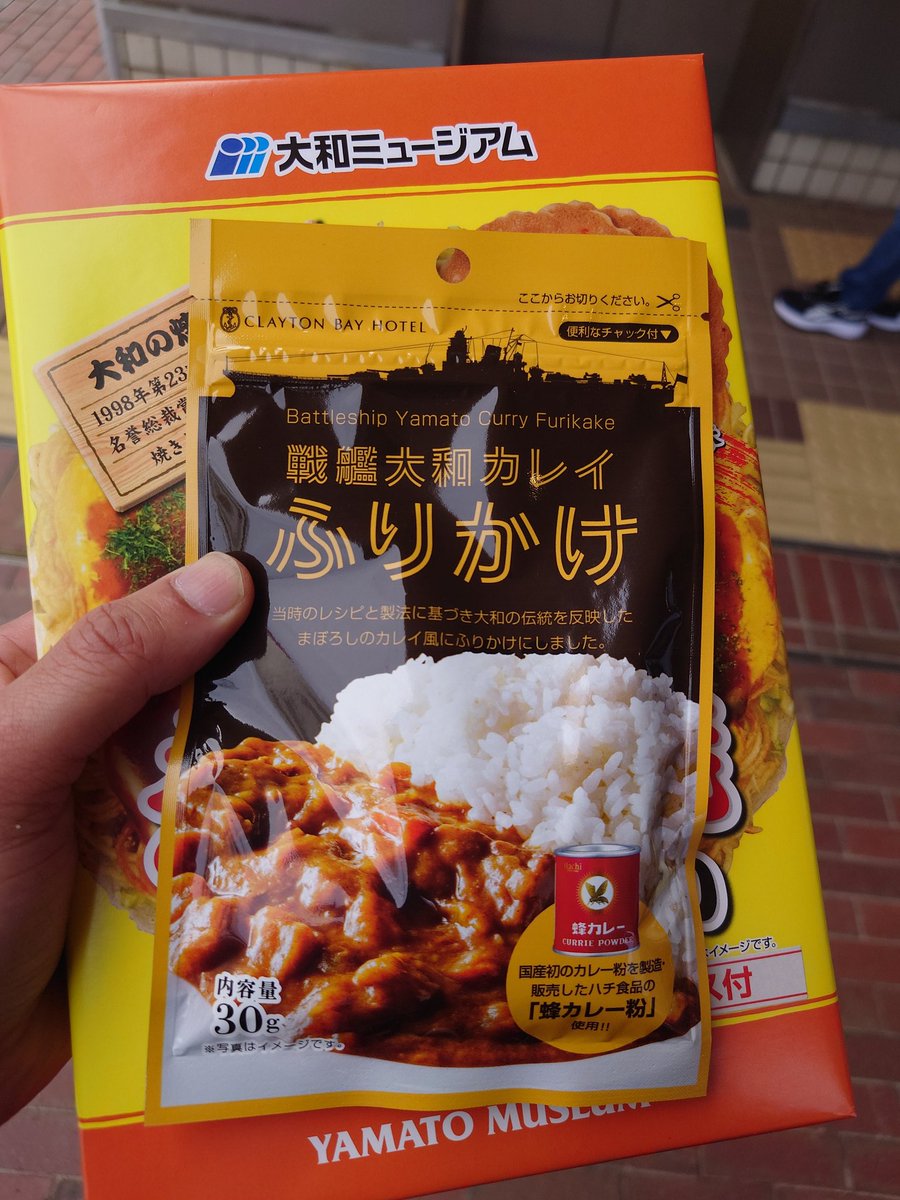 大和ミュージアム
大和の焼
1998年第23
名誉総裁賞
焼き
ここからお切りください。
CLAYTON BAY HOTEL
便利なチャック付▼
Battleship Yamato Curry Furikake
戦艦大和カレイ
ふりかけ
当時のレシピと製法に基づき大和の伝統を反映した
まぼろしのカレイ風にふりかけにしました。
Hachi
蜂カレー
CURRIE POWDER
国産初のカレー粉を製造・
販売したハチ食品の
「蜂カレー粉」
使用!!
内容量
30g
※写真はイメージです。
イメージです。
ス付
YAMATO MUSEUM